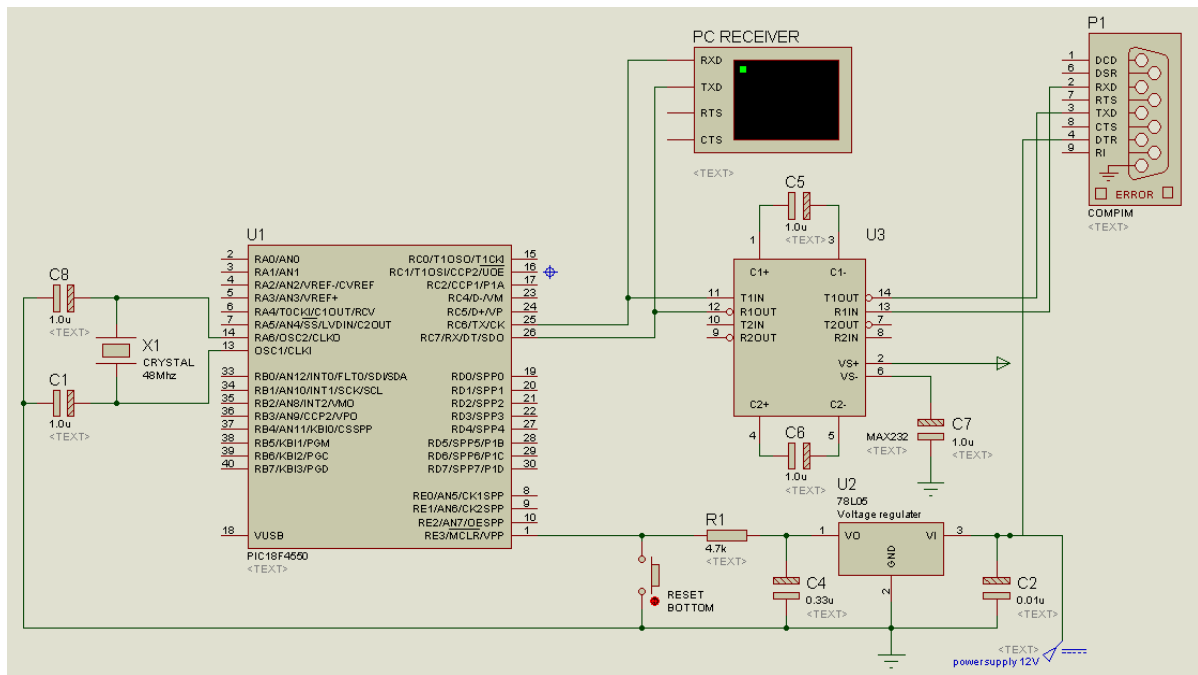 P1
PC RECEIVER
RXD
TXD
RTS
CTS
<TEXT>
1 DCD
6 DSR
2 RXD
7 RTS
3 TXD
8 CTS
4 DTR
9 RI
ERROR
COMPIM
<TEXT>
C5
1.0u
<TEXT>
U3
1 3
C1+ C1-
11 T1IN T1OUT 14
12 R1OUT R1IN 13
10 T2IN T2OUT 7
9 R2OUT R2IN 8
VS+ 2
VS- 6
C2+ C2-
4 5
MAX232
<TEXT>
C6
1.0u
<TEXT>
C7
1.0u
<TEXT>
U1
2 RA0/AN0 RC0/T1OSO/T1CKI 15
3 RA1/AN1 RC1/T1OSI/CCP2/UOE 16
4 RA2/AN2/VREF-/CVREF RC2/CCP1/P1A 17
5 RA3/AN3/VREF+ RC4/D-/VM 23
6 RA4/T0CKI/C1OUT/RCV RC5/D+/VP 24
7 RA5/AN4/SS/LVDIN/C2OUT RC6/TX/CK 25
14 RA6/OSC2/CLKO RC7/RX/DT/SDO 26
13 OSC1/CLKI
33 RB0/AN12/INT0/FLT0/SDI/SDA RD0/SPP0 19
34 RB1/AN10/INT1/SCK/SCL RD1/SPP1 20
35 RB2/AN8/INT2/VMO RD2/SPP2 21
36 RB3/AN9/CCP2/VPO RD3/SPP3 22
37 RB4/AN11/KBI0/CSSPP RD4/SPP4 27
38 RB5/KBI1/PGM RD5/SPP5/P1B 28
39 RB6/KBI2/PGC RD6/SPP6/P1C 29
40 RB7/KBI3/PGD RD7/SPP7/P1D 30
RE0/AN5/CK1SPP 8
RE1/AN6/CK2SPP 9
RE2/AN7/OESPP 10
18 VUSB RE3/MCLR/VPP 1
PIC18F4550
<TEXT>
C8
1.0u
<TEXT>
X1
CRYSTAL
48Mhz
C1
1.0u
<TEXT>
R1
4.7k
<TEXT>
RESET
BOTTOM
C4
0.33u
<TEXT>
U2
78L05
Voltage regulater
1 VO VI 3
GND
2
C2
0.01u
<TEXT>
<TEXT>
powersupply 12V